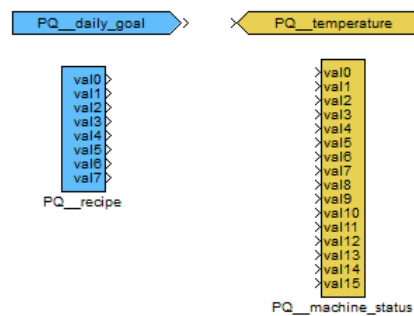 PQ__daily_goal
PQ__temperature
val0
val1
val2
val3
val4
val5
val6
val7
PQ__recipe
val0
val1
val2
val3
val4
val5
val6
val7
val8
val9
val10
val11
val12
val13
val14
val15
PQ__machine_status